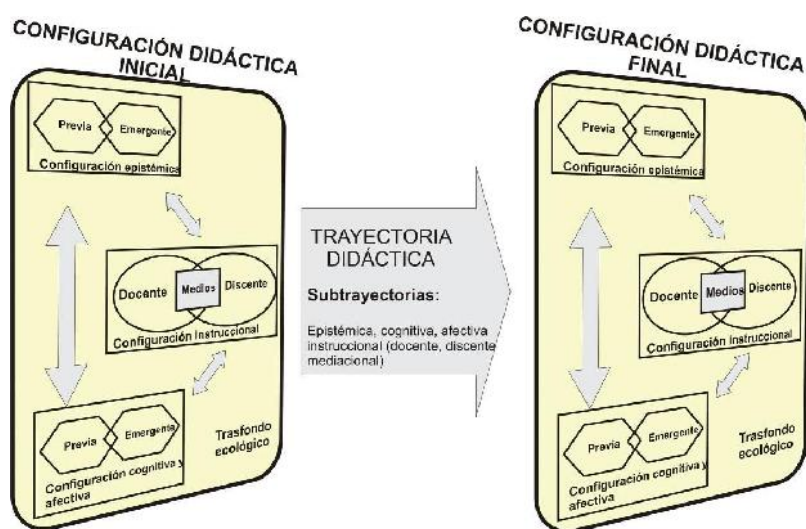 CONFIGURACIÓN DIDÁCTICA
INICIAL
Previa
Emergente
Configuración epistémica
Docente
Medios
Discente
Configuración Instruccional
Previa
Emergente
Configuración cognitiva y
afectiva
Trasfondo
ecológico
TRAYECTORIA
DIDÁCTICA
Subtrayectorias:
Epistémica, cognitiva, afectiva
instruccional (docente, discente
mediacional)
CONFIGURACIÓN DIDÁCTICA
FINAL
Previa
Emergente
Configuración epistémica
Docente
Medios
Discente
Configuración Instruccional
Previa
Emergente
Configuración cognitiva y
afectiva
Trasfondo
ecológico